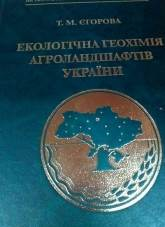 Т. М. ЄГОРОВА
ЕКОЛОГІЧНА ГЕОХІМІЯ
АГРОЛАНДШАФТІВ
УКРАЇНИ